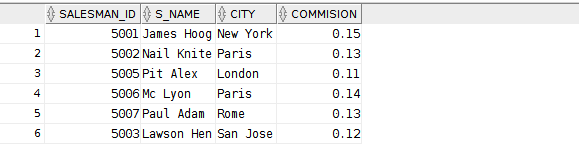 SALESMAN_ID S_NAME CITY COMMISION
1 5001 James Hoog New York 0.15
2 5002 Nail Knite Paris 0.13
3 5005 Pit Alex London 0.11
4 5006 Mc Lyon Paris 0.14
5 5007 Paul Adam Rome 0.13
6 5003 Lawson Hen San Jose 0.12